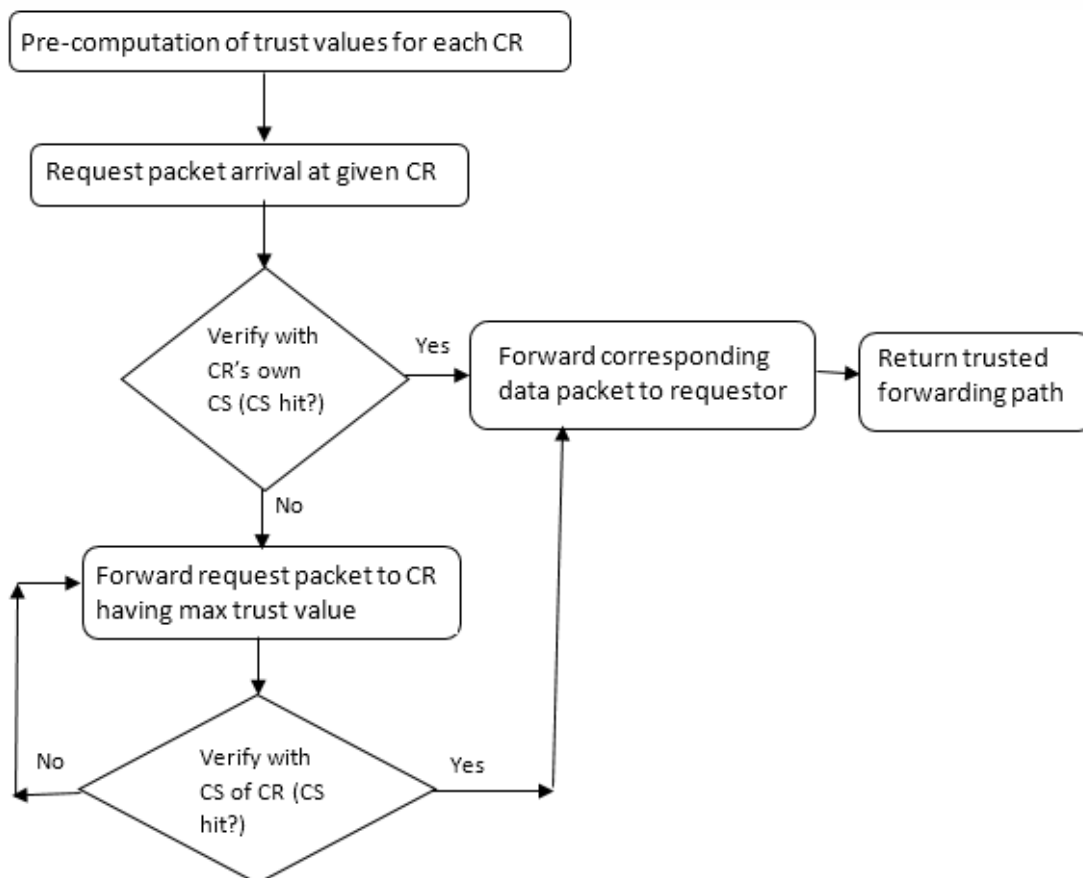 Pre-computation of trust values for each CR
Request packet arrival at given CR
Verify with
CR's own
CS (CS hit?)
Yes
Forward corresponding
data packet to requestor
Return trusted
forwarding path
No
Forward request packet to CR
having max trust value
No
Verify with
CS of CR (CS
hit?)
Yes